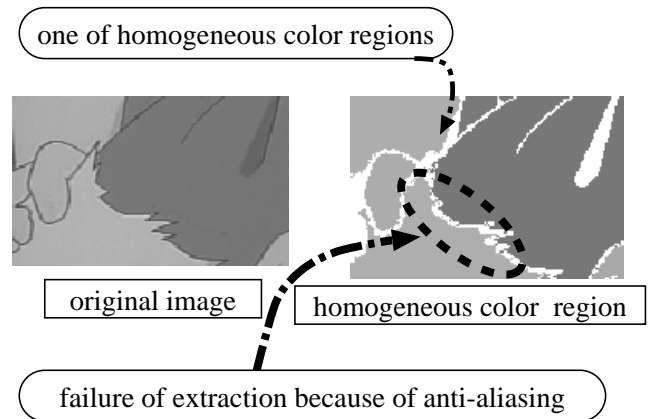 one of homogeneous color regions
original image
homogeneous color region
failure of extraction because of anti-aliasing